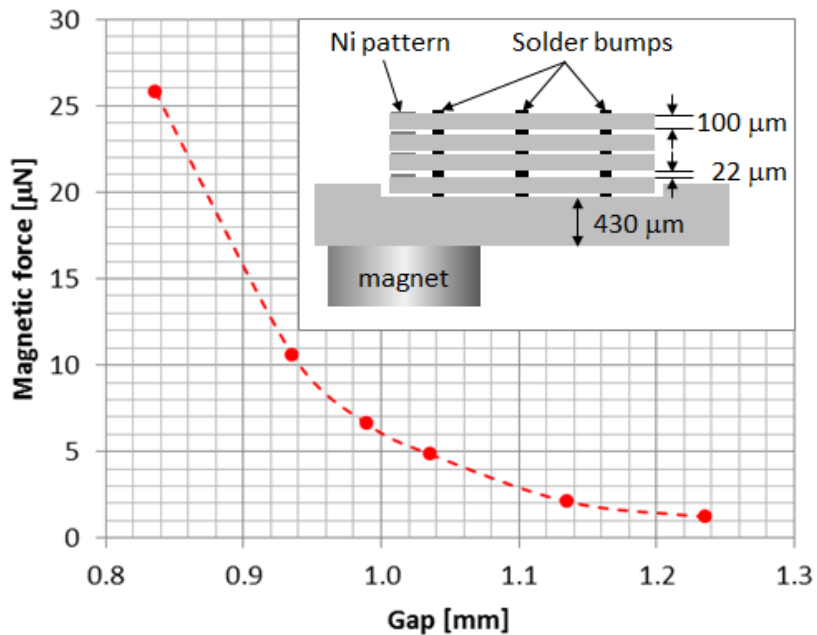 Magnetic force [µN]
30
25
20
15
10
5
0
0.8 0.9 1.0 1.1 1.2 1.3
Gap [mm]
Ni pattern Solder bumps
100 µm
22 µm
430 µm
magnet